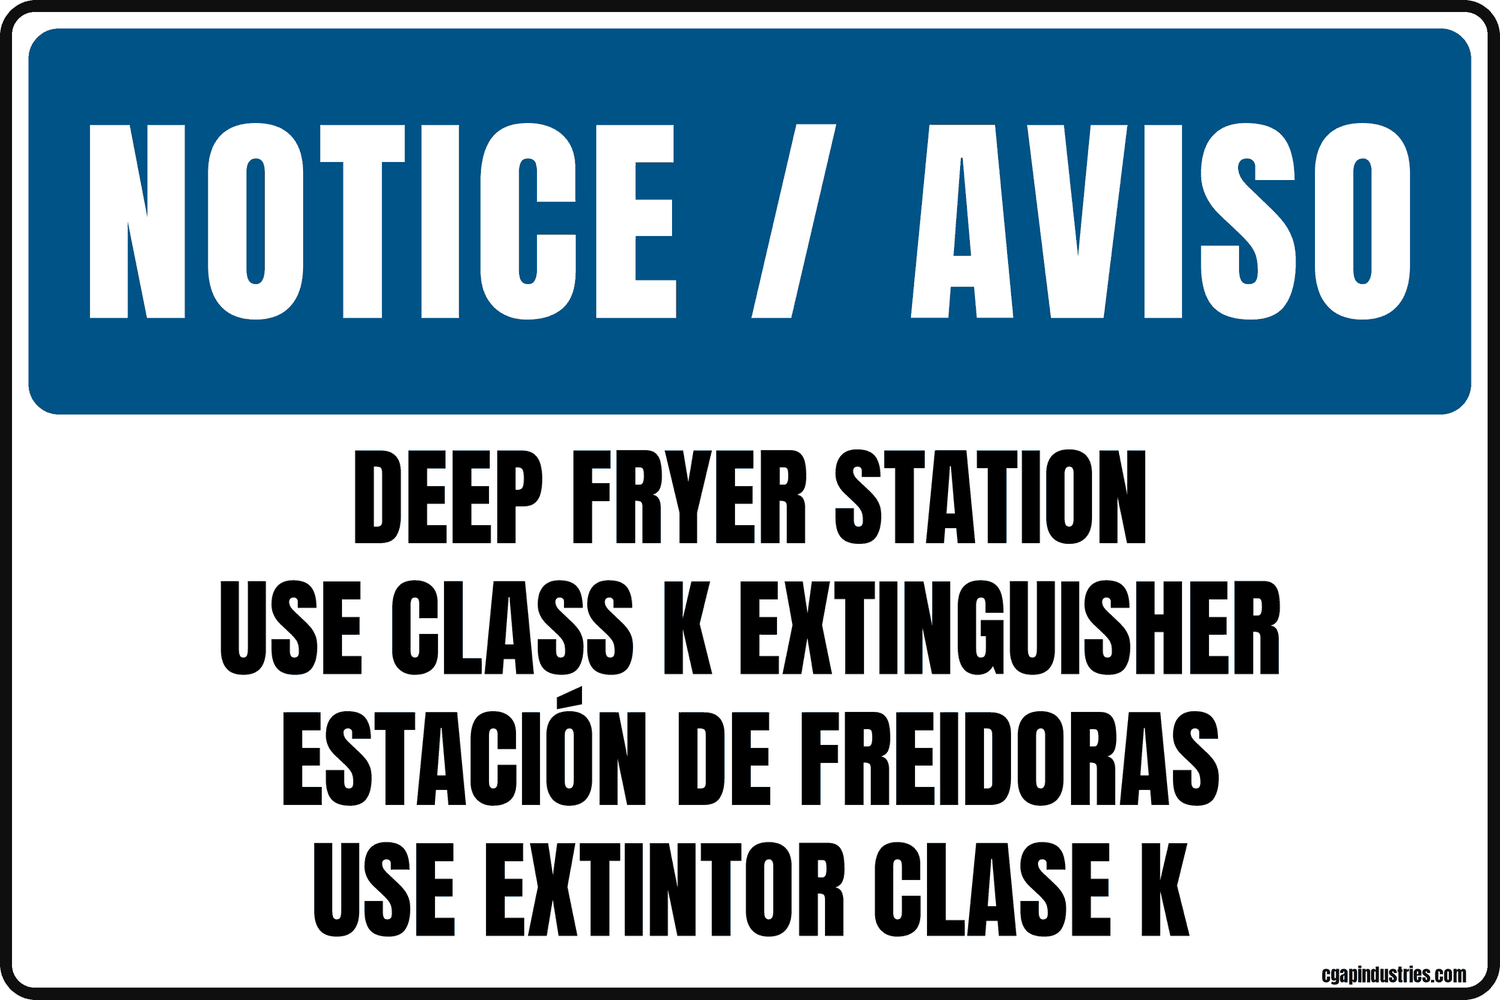 NOTICE / AVISO
DEEP FRYER STATION
USE CLASS K EXTINGUISHER
ESTACIÓN DE FREIDORAS
USE EXTINTOR CLASE K
cgapindustries.com